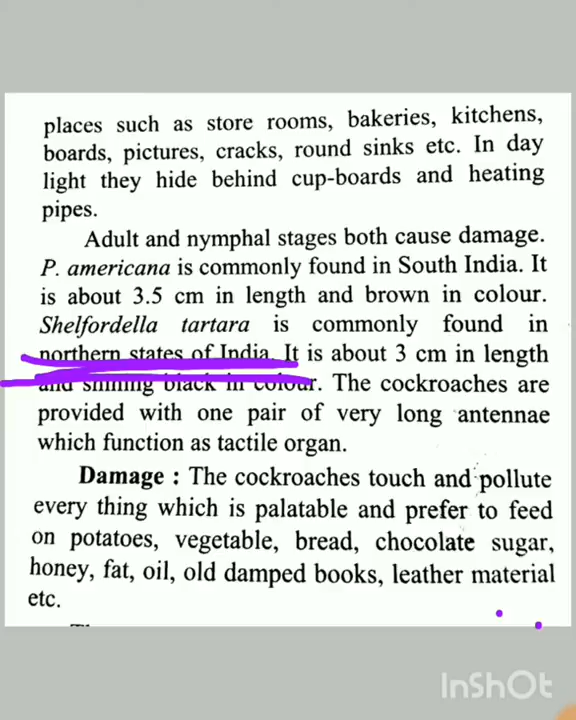 places such as store rooms, bakeries, kitchens,
boards, pictures, cracks, round sinks etc. In day
light they hide behind cup-boards and heating
pipes.
Adult and nymphal stages both cause damage.
P. americana is commonly found in South India. It
is about 3.5 cm in length and brown in colour.
Shelfordella tartara is commonly found in
northern states of India. It is about 3 cm in length
and shining black in colour. The cockroaches are
provided with one pair of very long antennae
which function as tactile organ.
Damage : The cockroaches touch and pollute
every thing which is palatable and prefer to feed
on potatoes, vegetable, bread, chocolate sugar,
honey, fat, oil, old damped books, leather material
etc.
InShOt